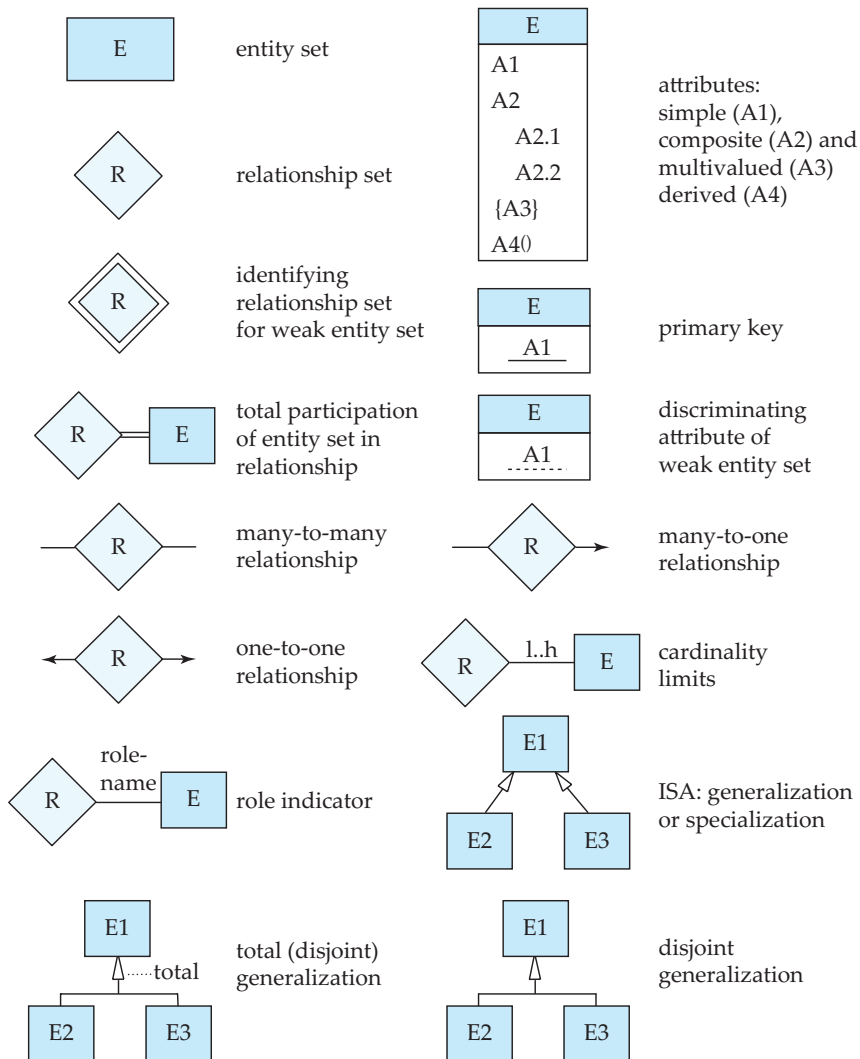 E
entity set
R
relationship set
R
identifying
relationship set
for weak entity set
R
E
total participation
of entity set in
relationship
R
many-to-many
relationship
R
one-to-one
relationship
R
role-
name
E
role indicator
E1
total
E2
E3
total (disjoint)
generalization
E
A1
A2
A2.1
A2.2
{A3}
A4()
attributes:
simple (A1),
composite (A2) and
multivalued (A3)
derived (A4)
E
A1
primary key
E
A1
discriminating
attribute of
weak entity set
R
many-to-one
relationship
R
l..h
E
cardinality
limits
E1
E2
E3
ISA: generalization
or specialization
E1
E2
E3
disjoint
generalization